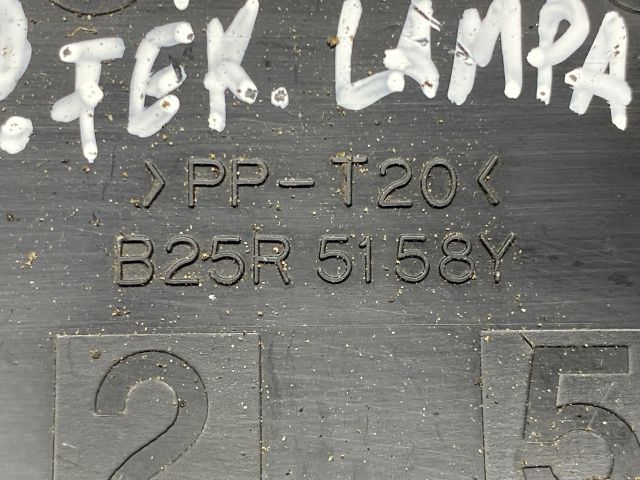 .TEK. LAMPA
>PP-T20<
B25R 5158Y
2 5